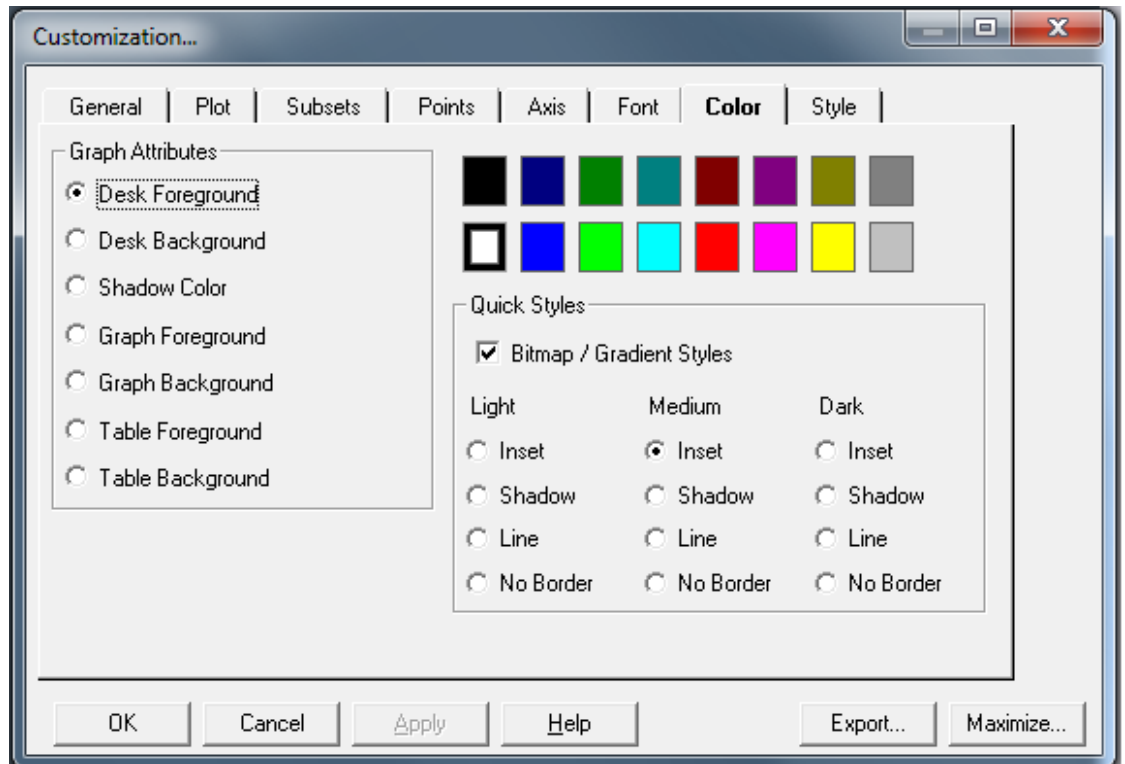 Customization...
General Plot Subsets Points Axis Font Color Style
Graph Attributes
Desk Foreground
Desk Background
Shadow Color
Graph Foreground
Graph Background
Table Foreground
Table Background
Quick Styles
Bitmap / Gradient Styles
Light Medium Dark
Inset Inset Inset
Shadow Shadow Shadow
Line Line Line
No Border No Border No Border
OK Cancel Apply Help Export... Maximize...